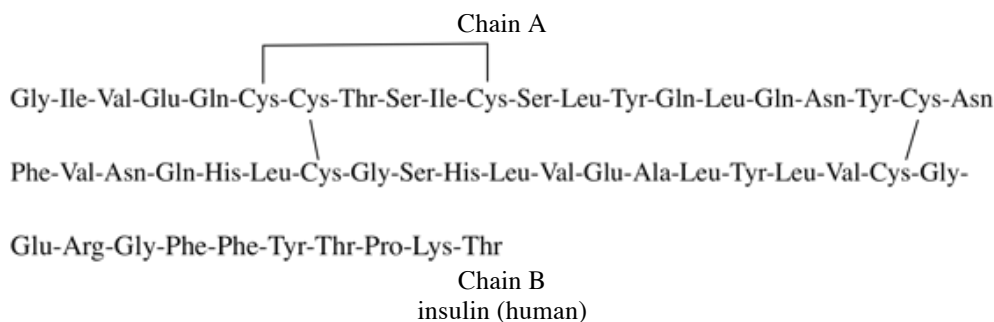 Chain A
Gly-Ile-Val-Glu-Gln-Cys-Cys-Thr-Ser-Ile-Cys-Ser-Leu-Tyr-Gln-Leu-Gln-Asn-Tyr-Cys-Asn
Phe-Val-Asn-Gln-His-Leu-Cys-Gly-Ser-His-Leu-Val-Glu-Ala-Leu-Tyr-Leu-Val-Cys-Gly-
Glu-Arg-Gly-Phe-Phe-Tyr-Thr-Pro-Lys-Thr
Chain B
insulin (human)